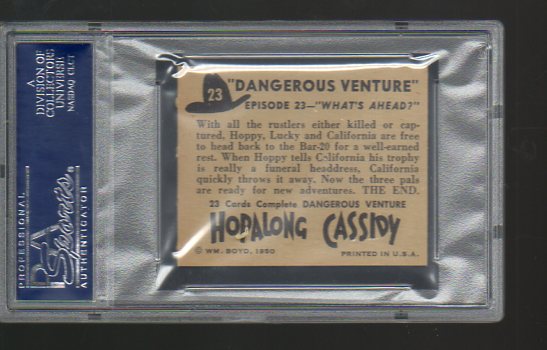 A
DIVISION OF
COLLECTORS
UNIVERSE
NASDAQ: CLCT
PROFESSIONAL
PSA
Sports
AUTHENTICATOR
23
"DANGEROUS VENTURE"
EPISODE 23—"WHAT'S AHEAD?"
With all the rustlers either killed or cap-
tured, Hoppy, Lucky and California are free
to head back to the Bar-20 for a well-earned
rest. When Hoppy tells California his trophy
is really a funeral headdress, California
quickly throws it away. Now the three pals
are ready for new adventures. THE END.
23 Cards Complete DANGEROUS VENTURE
HOPALONG CASSIDY
© WM. BOYD, 1950
PRINTED IN U.S.A.